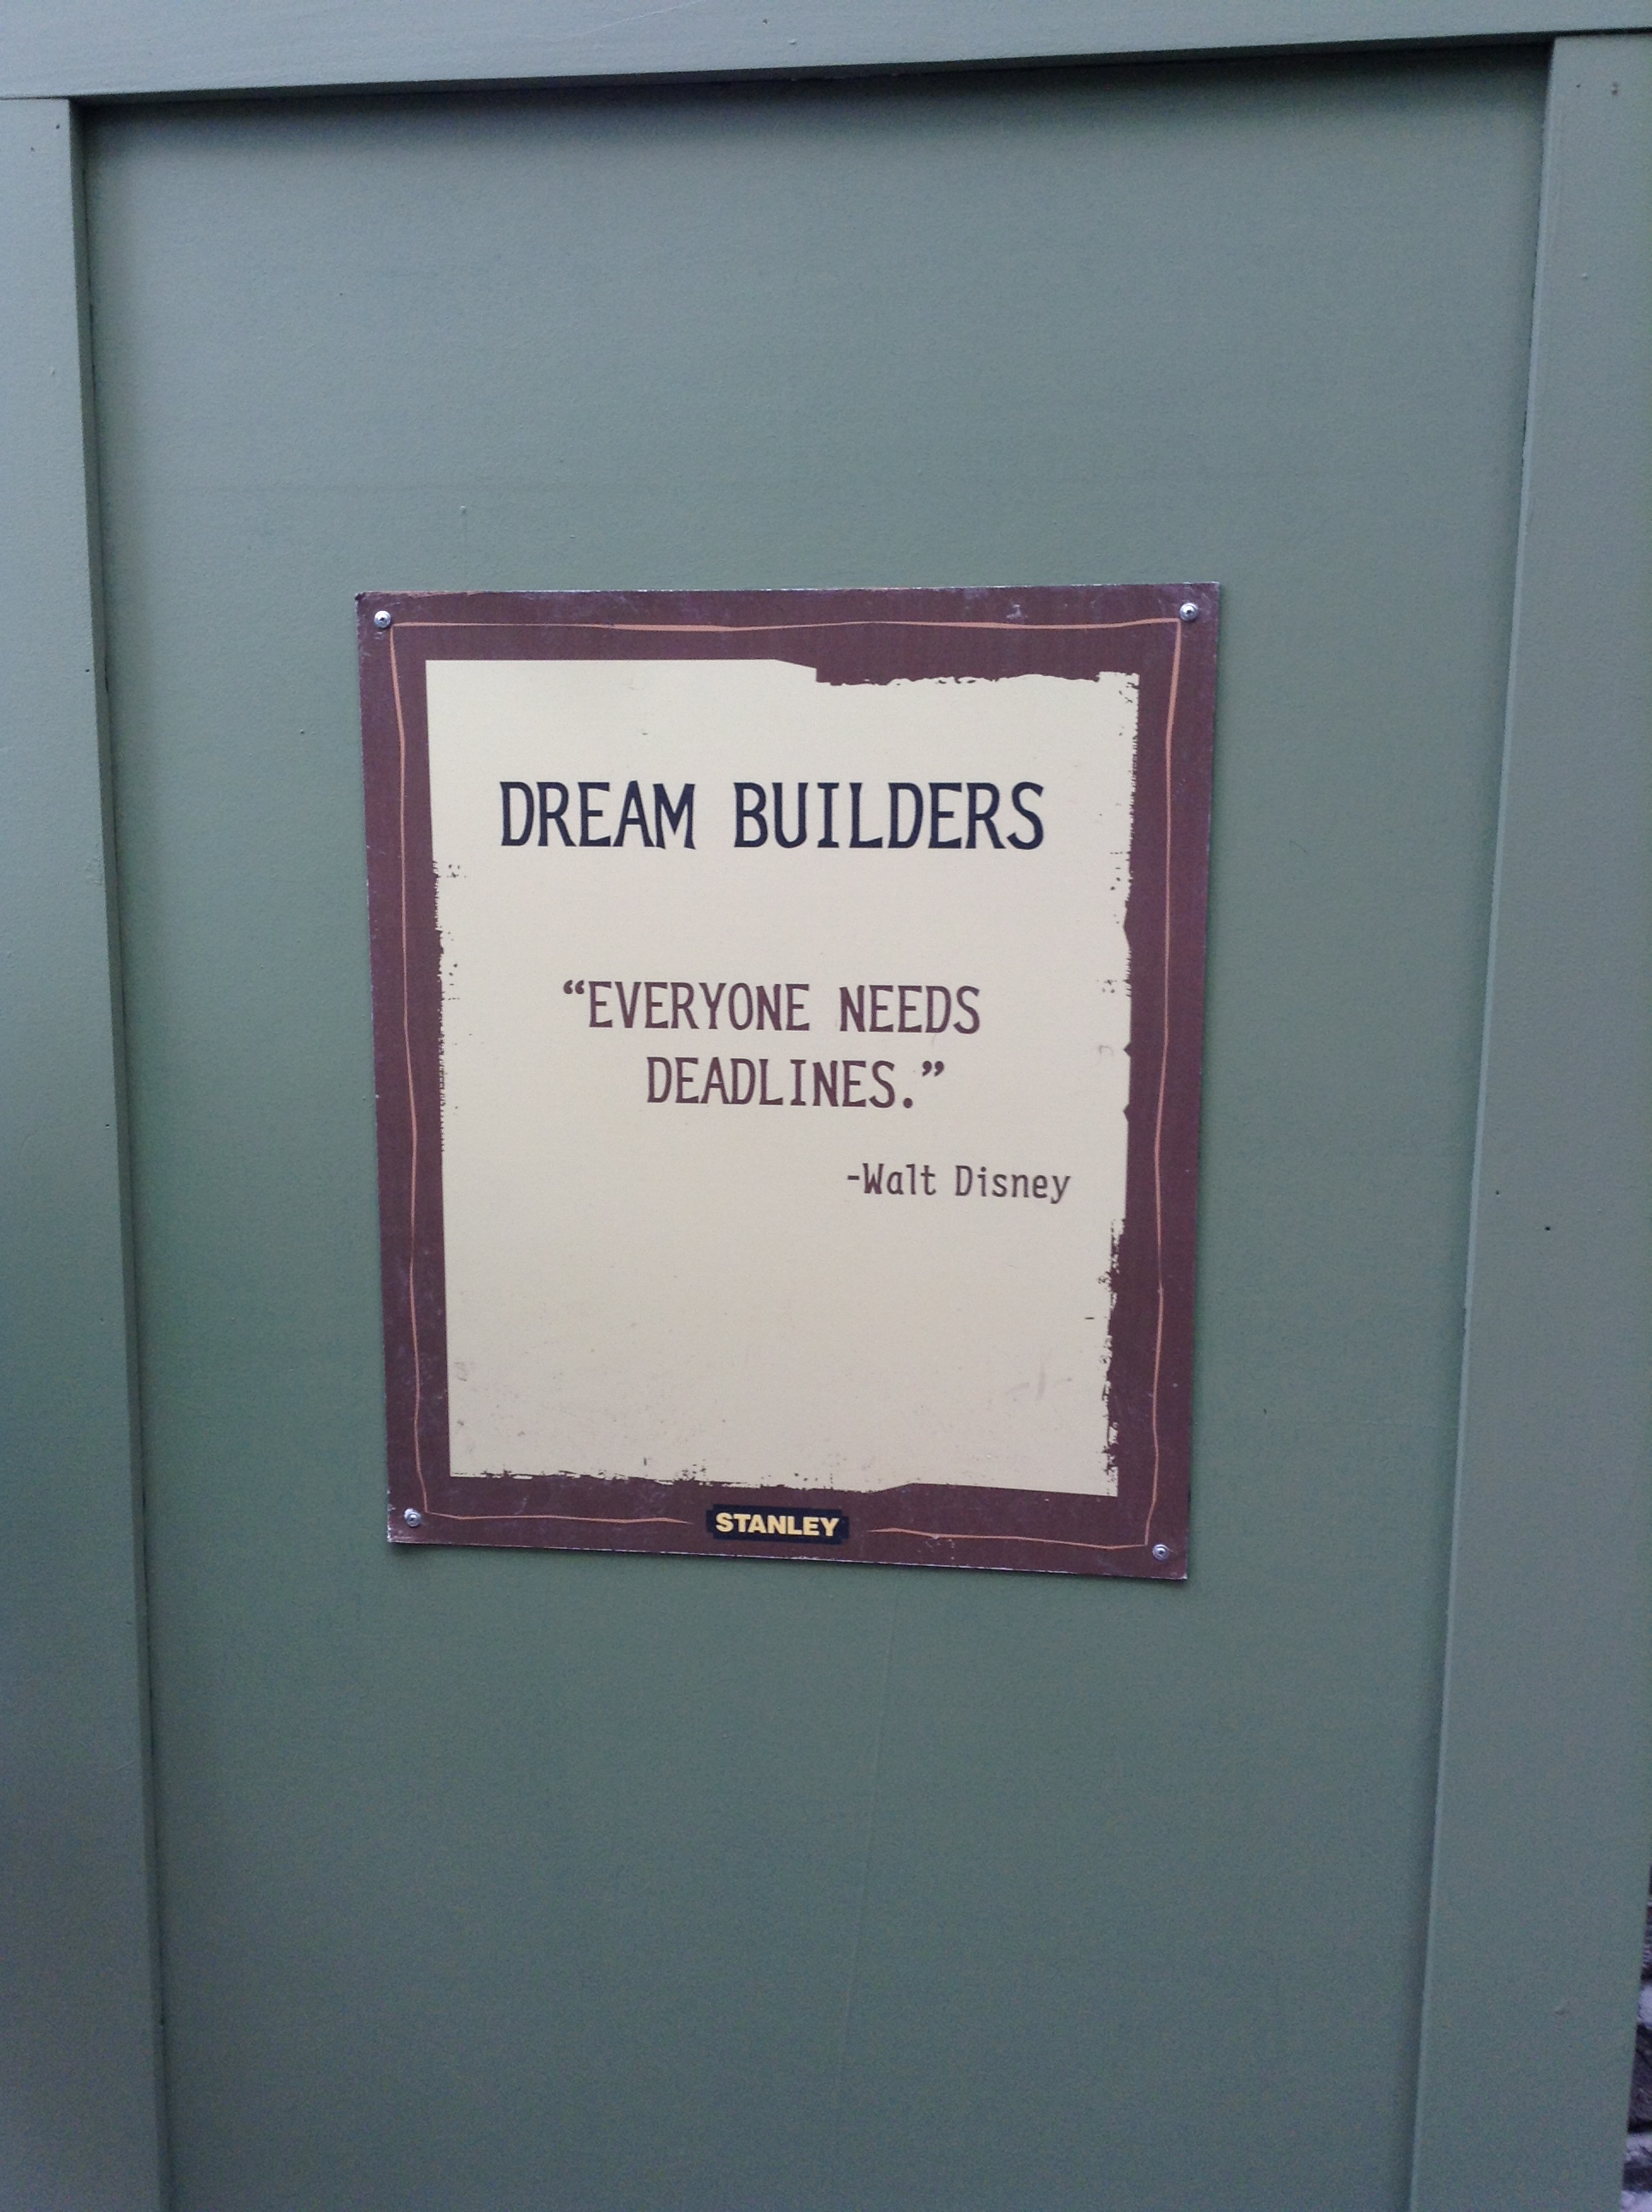 DREAM BUILDERS
“EVERYONE NEEDS
DEADLINES.”
-Walt Disney
STANLEY